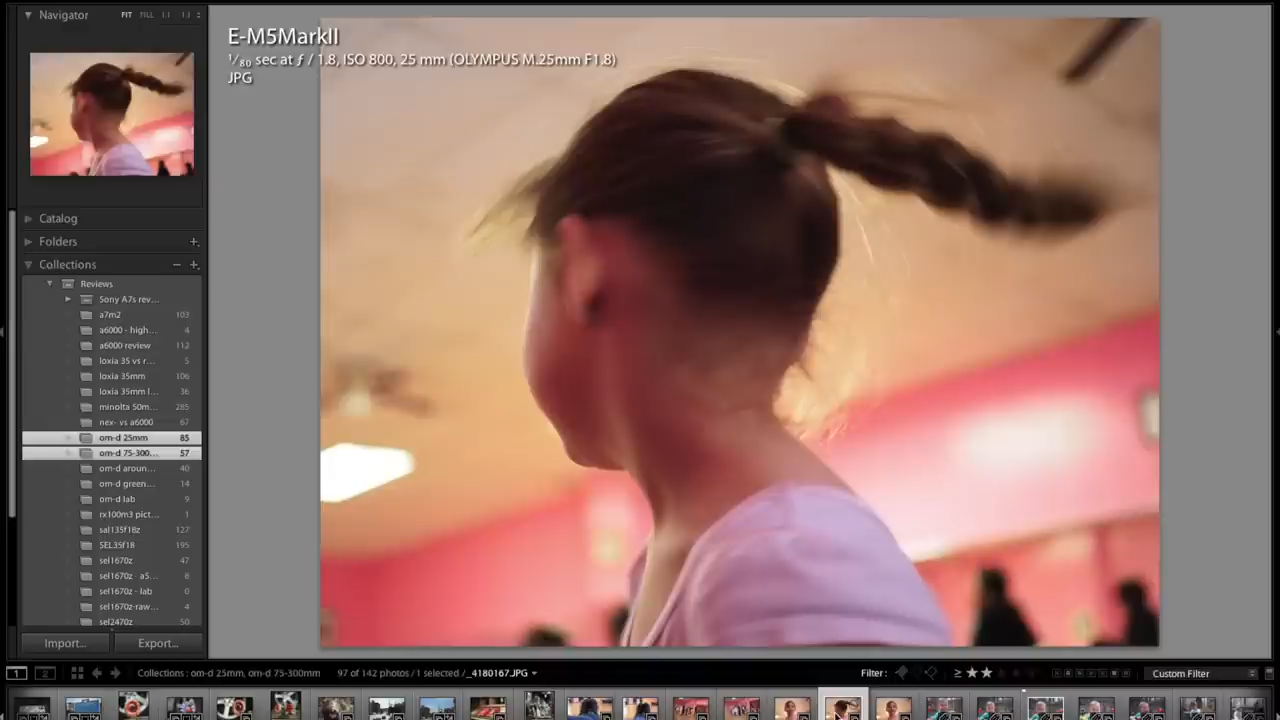 Navigator
FIT FILL 1:1 1:1
E-M5MarkII
1/80 sec at ƒ / 1.8, ISO 800, 25 mm (OLYMPUS M.25mm F1.8)
JPG
Catalog
Folders +
Collections − +
Reviews
Sony A7s rev...
a7m2 103
a6000 - high... 4
a6000 review 112
loxia 35 vs r... 5
loxia 35mm 106
loxia 35mm l... 36
minolta 50m... 285
nex- vs a6000 67
om-d 25mm 85
om-d 75-300... 57
om-d aroun... 40
om-d green... 14
om-d lab 9
rx100m3 pict... 1
sal135f18z 127
SEL35f18 195
sel1670z 47
sel1670z - a5... 8
sel1670z - lab 0
sel1670z-raw... 4
sel2470z 50
Import... Export...
1 2 Collections : om-d 25mm, om-d 75-300mm 97 of 142 photos / 1 selected / _4180167.JPG Filter : ≥ ★★ Custom Filter